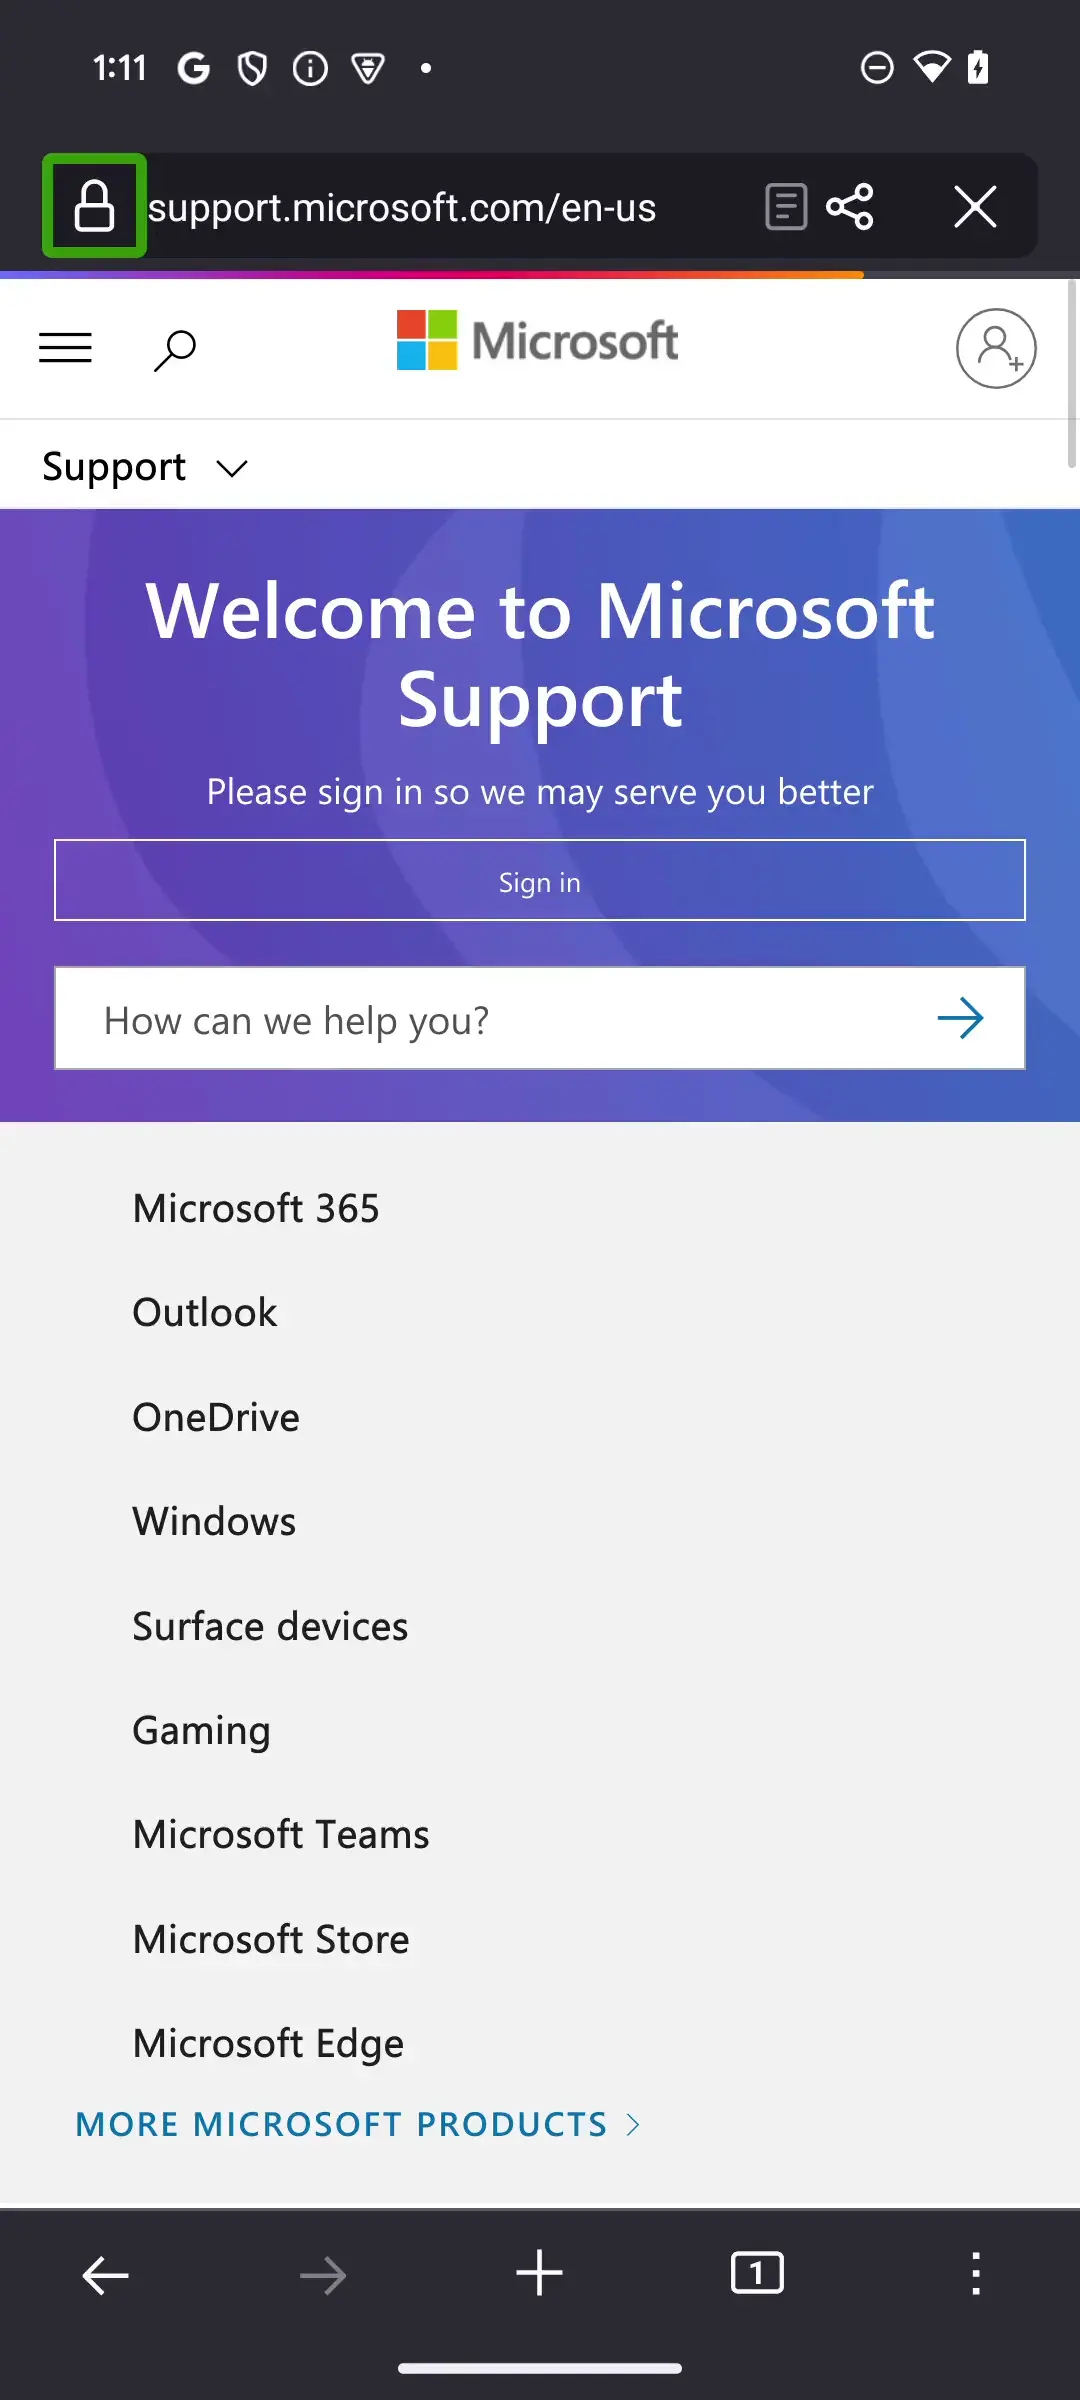 1:11
support.microsoft.com/en-us
Microsoft
Support
Welcome to Microsoft
Support
Please sign in so we may serve you better
Sign in
How can we help you?
Microsoft 365
Outlook
OneDrive
Windows
Surface devices
Gaming
Microsoft Teams
Microsoft Store
Microsoft Edge
MORE MICROSOFT PRODUCTS
1